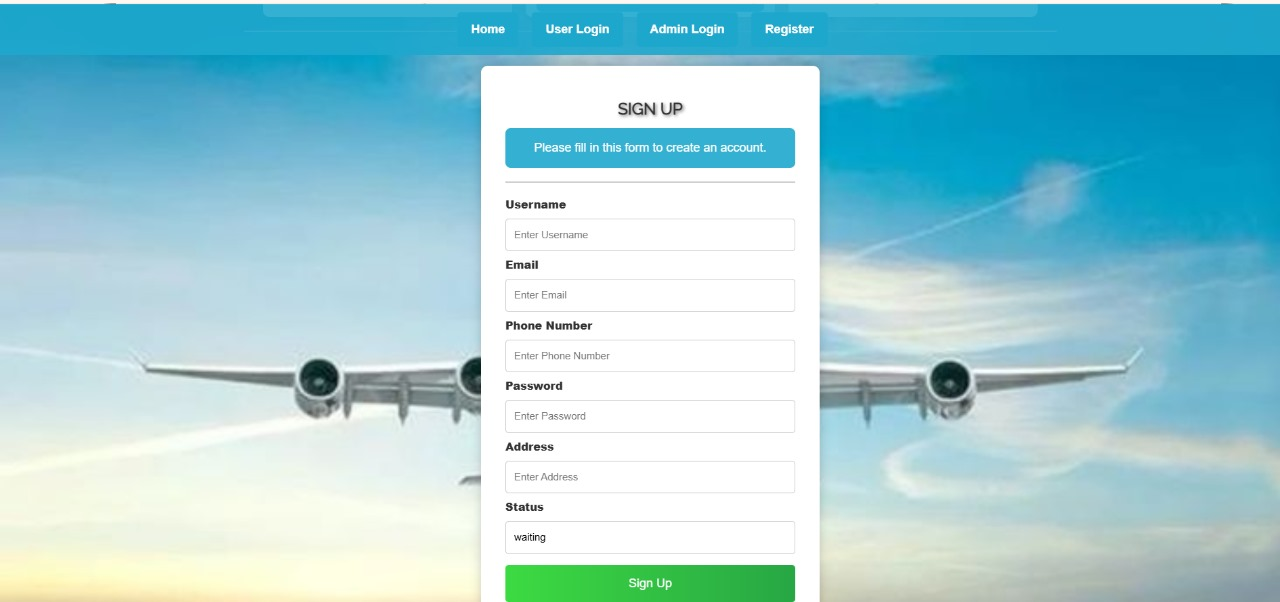 Home User Login Admin Login Register
SIGN UP
Please fill in this form to create an account.
Username
Enter Username
Email
Enter Email
Phone Number
Enter Phone Number
Password
Enter Password
Address
Enter Address
Status
waiting
Sign Up